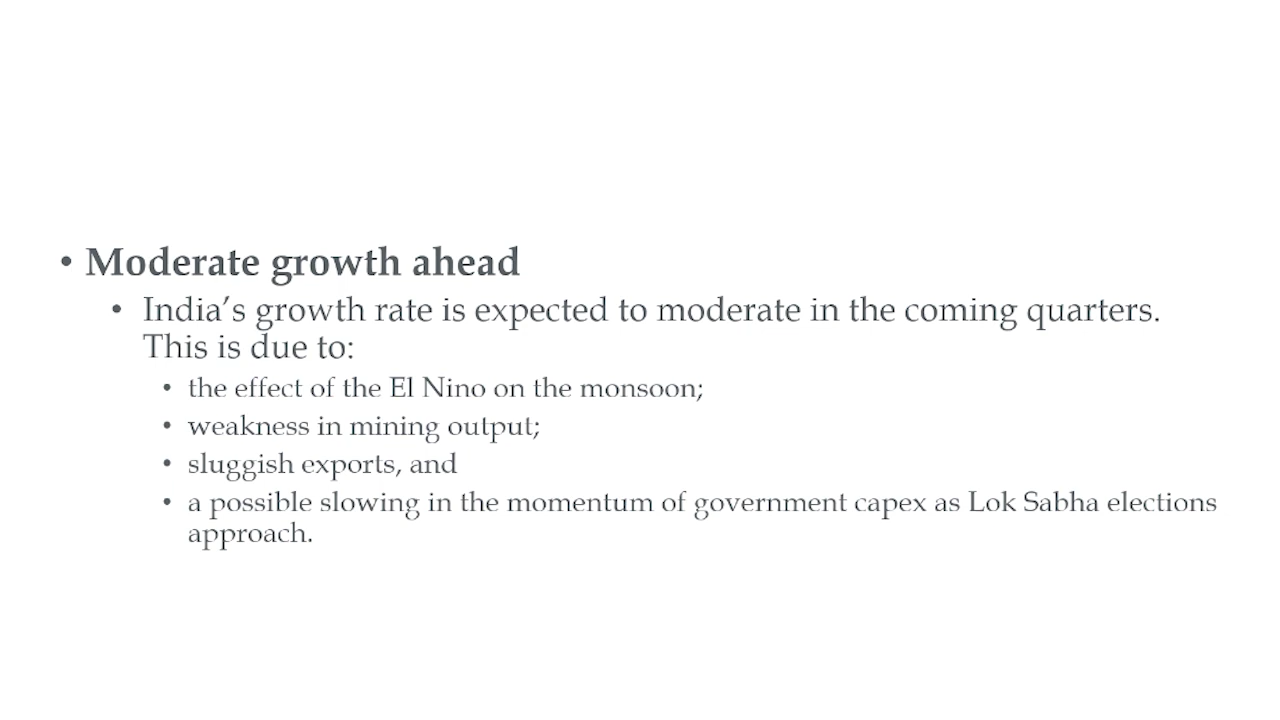 • Moderate growth ahead
• India’s growth rate is expected to moderate in the coming quarters.
This is due to:
• the effect of the El Nino on the monsoon;
• weakness in mining output;
• sluggish exports, and
• a possible slowing in the momentum of government capex as Lok Sabha elections
approach.